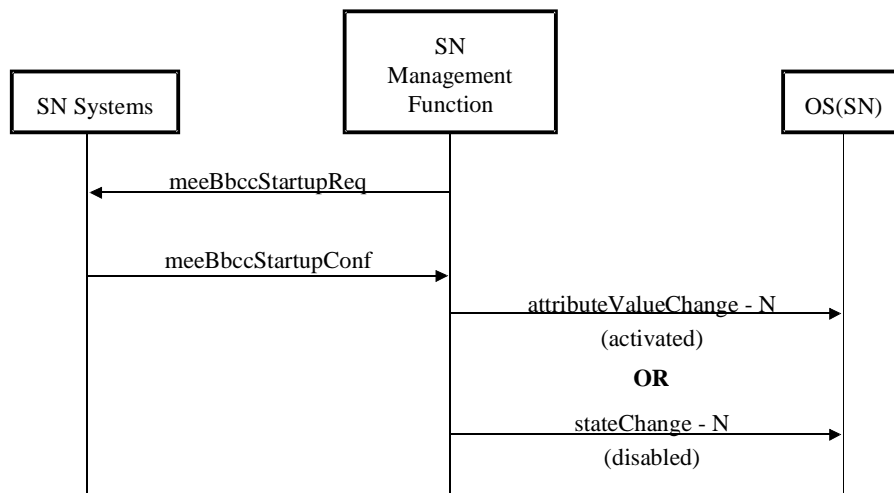 SN
Management
Function
SN Systems
OS(SN)
meeBbccStartupReq
meeBbccStartupConf
attributeValueChange - N
(activated)
OR
stateChange - N
(disabled)